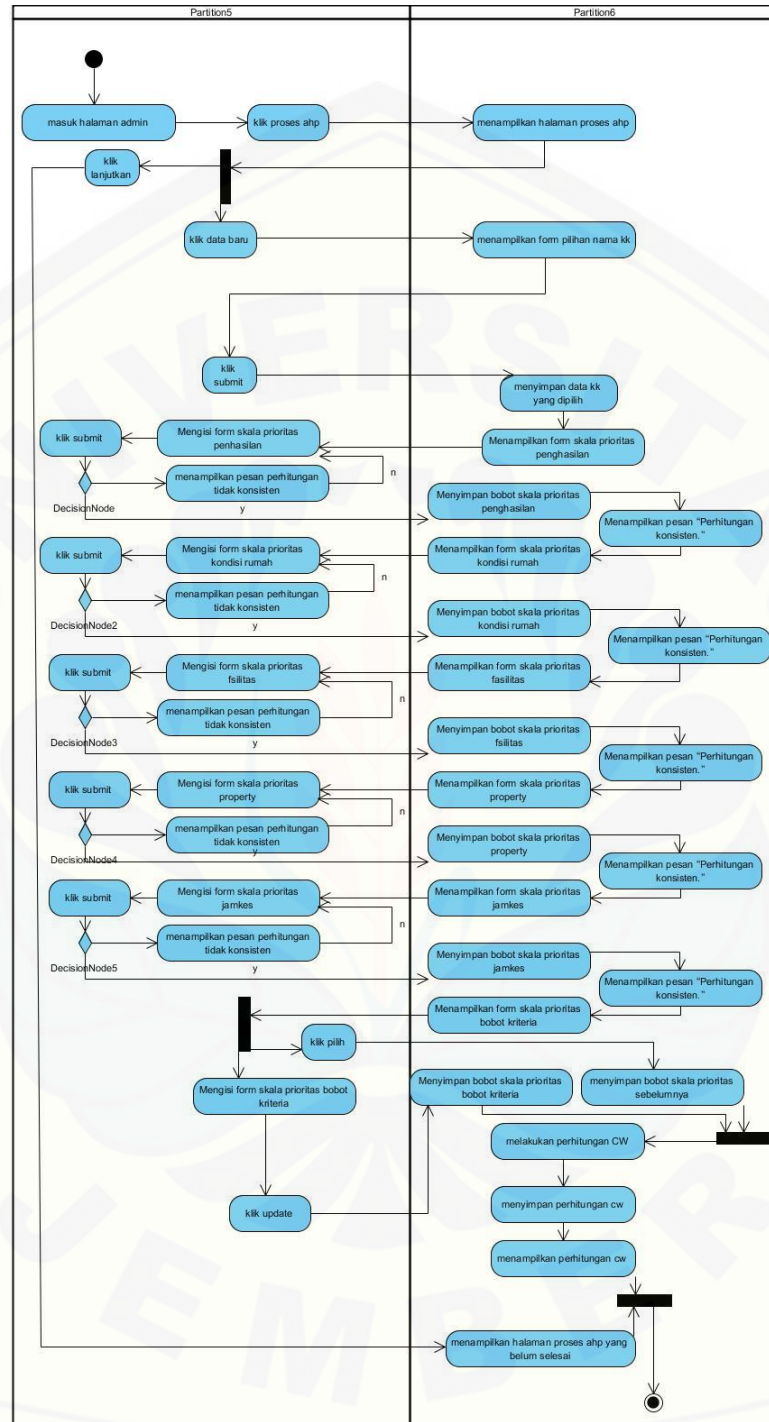 Partition5
Partition6
masuk halaman admin
klik proses ahp
menampilkan halaman proses ahp
klik
lanjutkan
klik data baru
menampilkan form pilihan nama kk
klik
submit
menyimpan data kk
yang dipilih
klik submit
Mengisi form skala prioritas
penhasilan
Menampilkan form skala prioritas
penghasilan
menampilkan pesan perhitungan
tidak konsisten
n
DecisionNode
y
Menyimpan bobot skala prioritas
penghasilan
Menampilkan pesan "Perhitungan
konsisten."
klik submit
Mengisi form skala prioritas
kondisi rumah
Menampilkan form skala prioritas
kondisi rumah
menampilkan pesan perhitungan
tidak konsisten
n
DecisionNode2
y
Menyimpan bobot skala prioritas
kondisi rumah
Menampilkan pesan "Perhitungan
konsisten."
klik submit
Mengisi form skala prioritas
fsilitas
Menampilkan form skala prioritas
fasilitas
menampilkan pesan perhitungan
tidak konsisten
n
DecisionNode3
y
Menyimpan bobot skala prioritas
fsilitas
Menampilkan pesan "Perhitungan
konsisten."
klik submit
Mengisi form skala prioritas
property
Menampilkan form skala prioritas
property
menampilkan pesan perhitungan
tidak konsisten
n
DecisionNode4
y
Menyimpan bobot skala prioritas
property
Menampilkan pesan "Perhitungan
konsisten."
klik submit
Mengisi form skala prioritas
jamkes
Menampilkan form skala prioritas
jamkes
menampilkan pesan perhitungan
tidak konsisten
n
DecisionNode5
y
Menyimpan bobot skala prioritas
jamkes
Menampilkan pesan "Perhitungan
konsisten."
Menampilkan form skala prioritas
bobot kriteria
klik pilih
Mengisi form skala prioritas bobot
kriteria
Menyimpan bobot skala prioritas
bobot kriteria
menyimpan bobot skala prioritas
sebelumnya
melakukan perhitungan CW
klik update
menyimpan perhitungan cw
menampilkan perhitungan cw
menampilkan halaman proses ahp yang
belum selesai
UNIVERSITAS
JEMBER